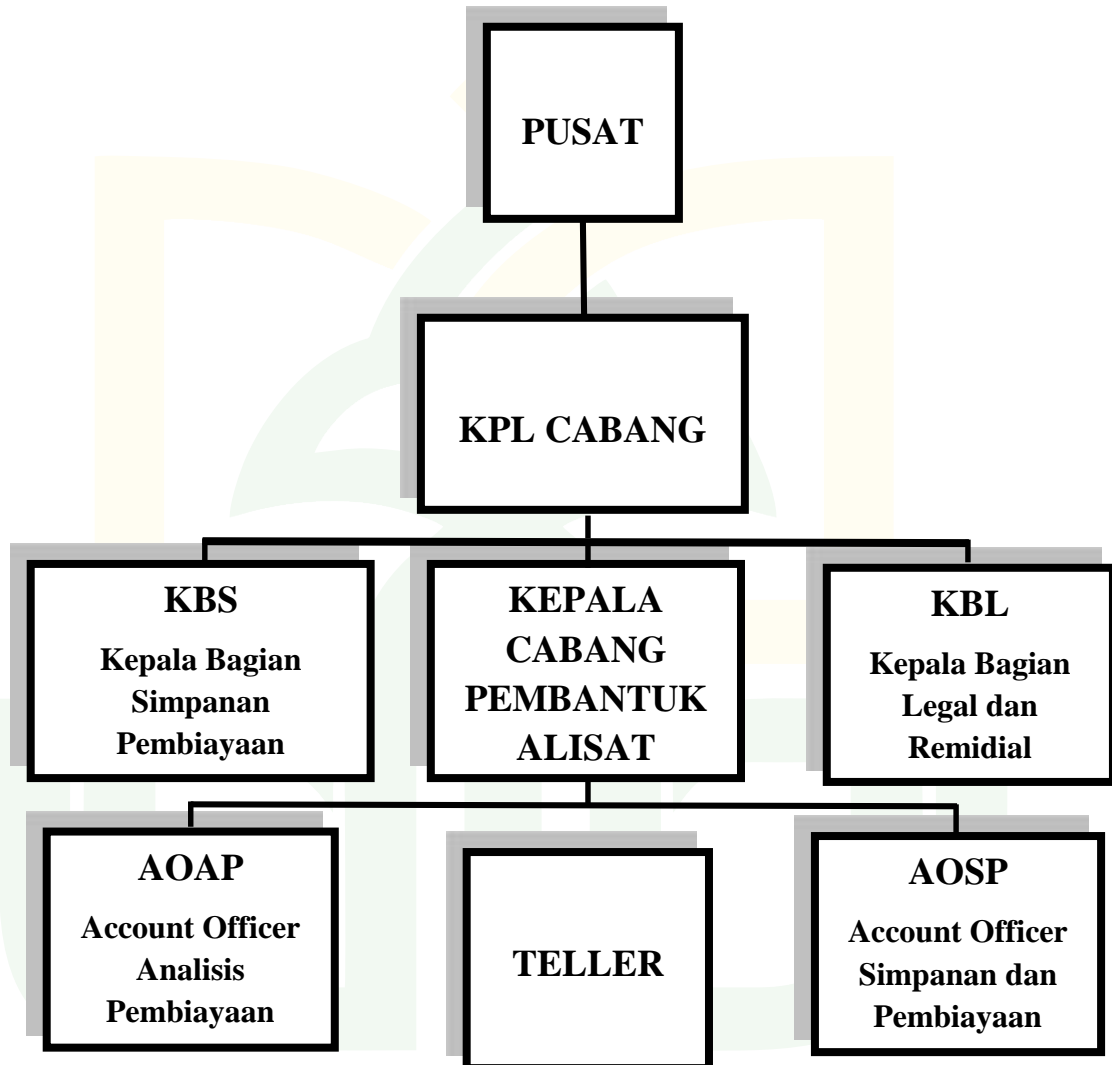 PUSAT
KPL CABANG
KBS
Kepala Bagian
Simpanan
Pembiayaan
KEPALA
CABANG
PEMBANTUK
ALISAT
KBL
Kepala Bagian
Legal dan
Remidial
AOAP
Account Officer
Analisis
Pembiayaan
TELLER
AOSP
Account Officer
Simpanan dan
Pembiayaan